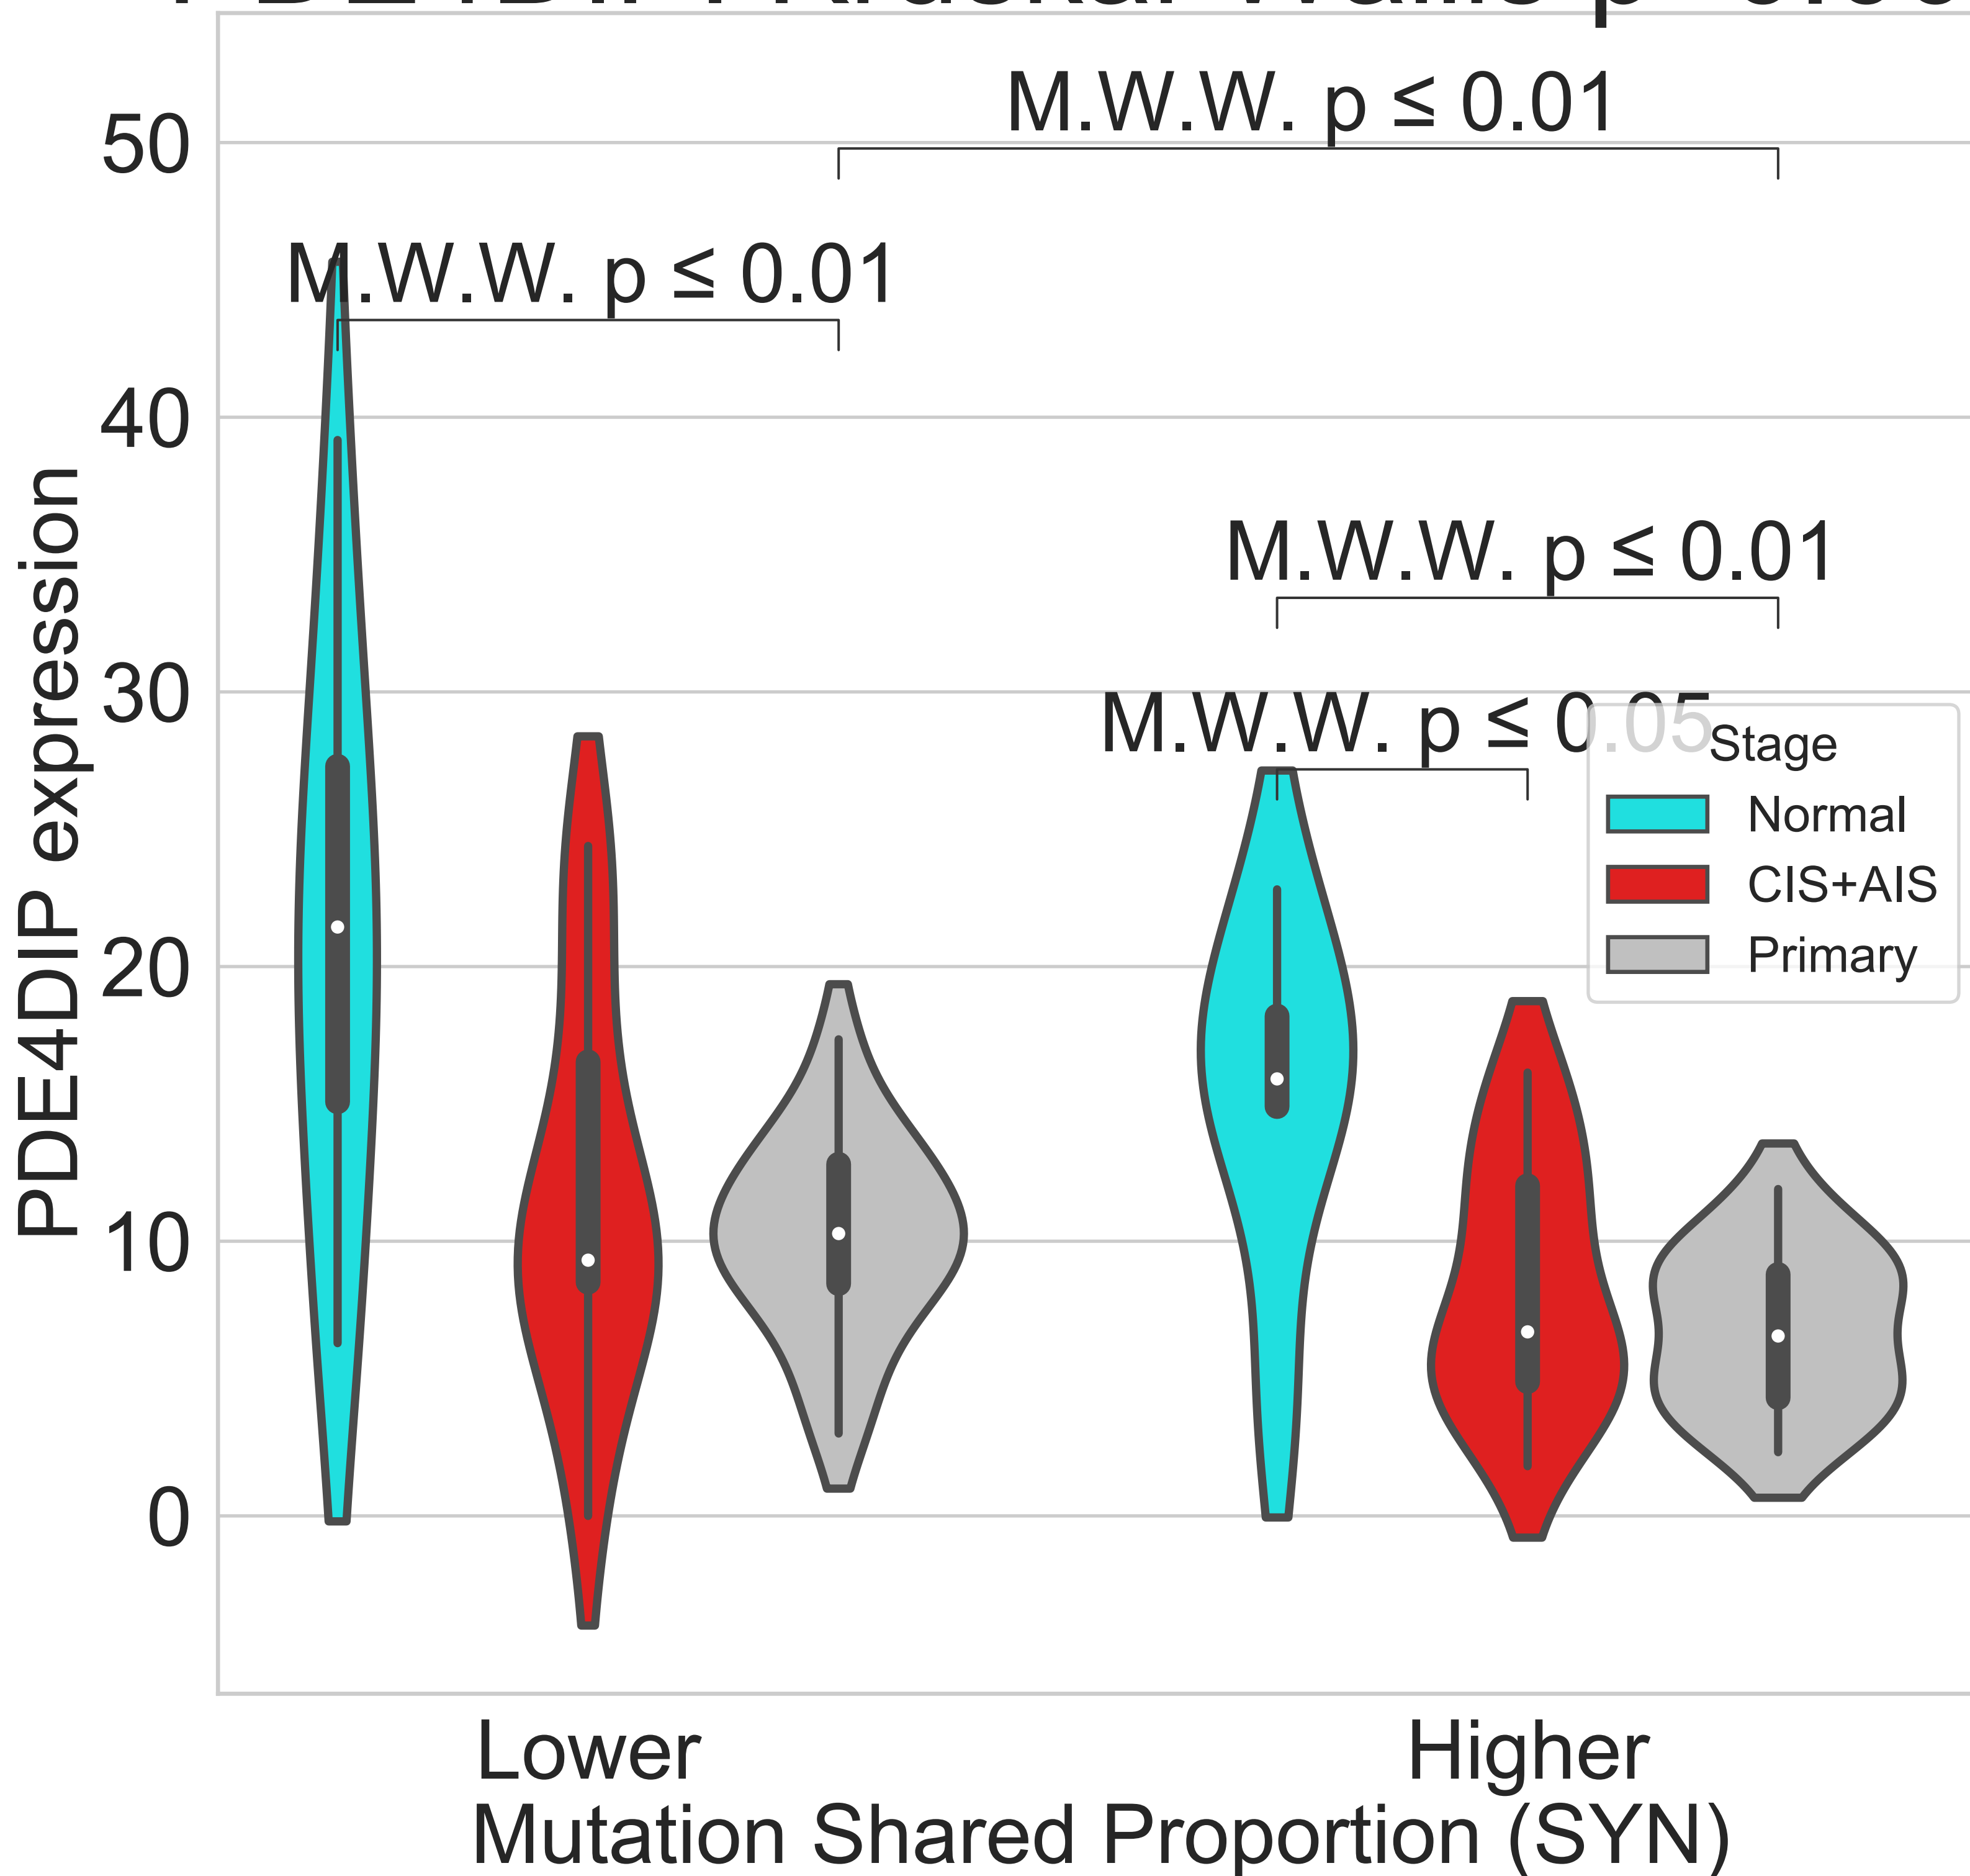 M.W.W. p ≤ 0.01
50
M.W.W. p ≤ 0.01
40
M.W.W. p ≤ 0.01
30
M.W.W. p ≤ 0.05
Stage
Normal
CIS+AIS
Primary
20
10
0
PDE4DIP expression
Lower
Higher
Mutation Shared Proportion (SYN)